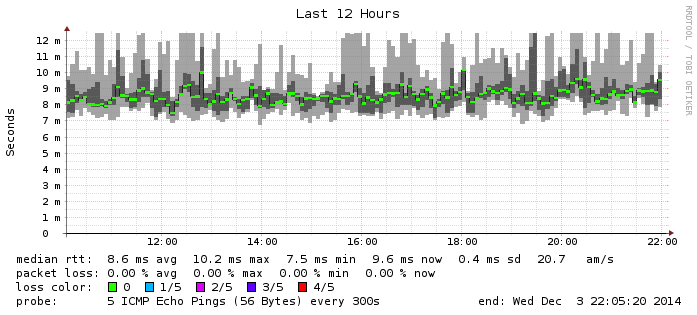 Last 12 Hours
RRDTOOL / TOBI OETIKER
Seconds
12 m
11 m
10 m
9 m
8 m
7 m
6 m
5 m
4 m
3 m
2 m
1 m
0
12:00 14:00 16:00 18:00 20:00 22:00
median rtt: 8.6 ms avg 10.2 ms max 7.5 ms min 9.6 ms now 0.4 ms sd 20.7 am/s
packet loss: 0.00 % avg 0.00 % max 0.00 % min 0.00 % now
loss color: 0 1/5 2/5 3/5 4/5
probe: 5 ICMP Echo Pings (56 Bytes) every 300s end: Wed Dec 3 22:05:20 2014